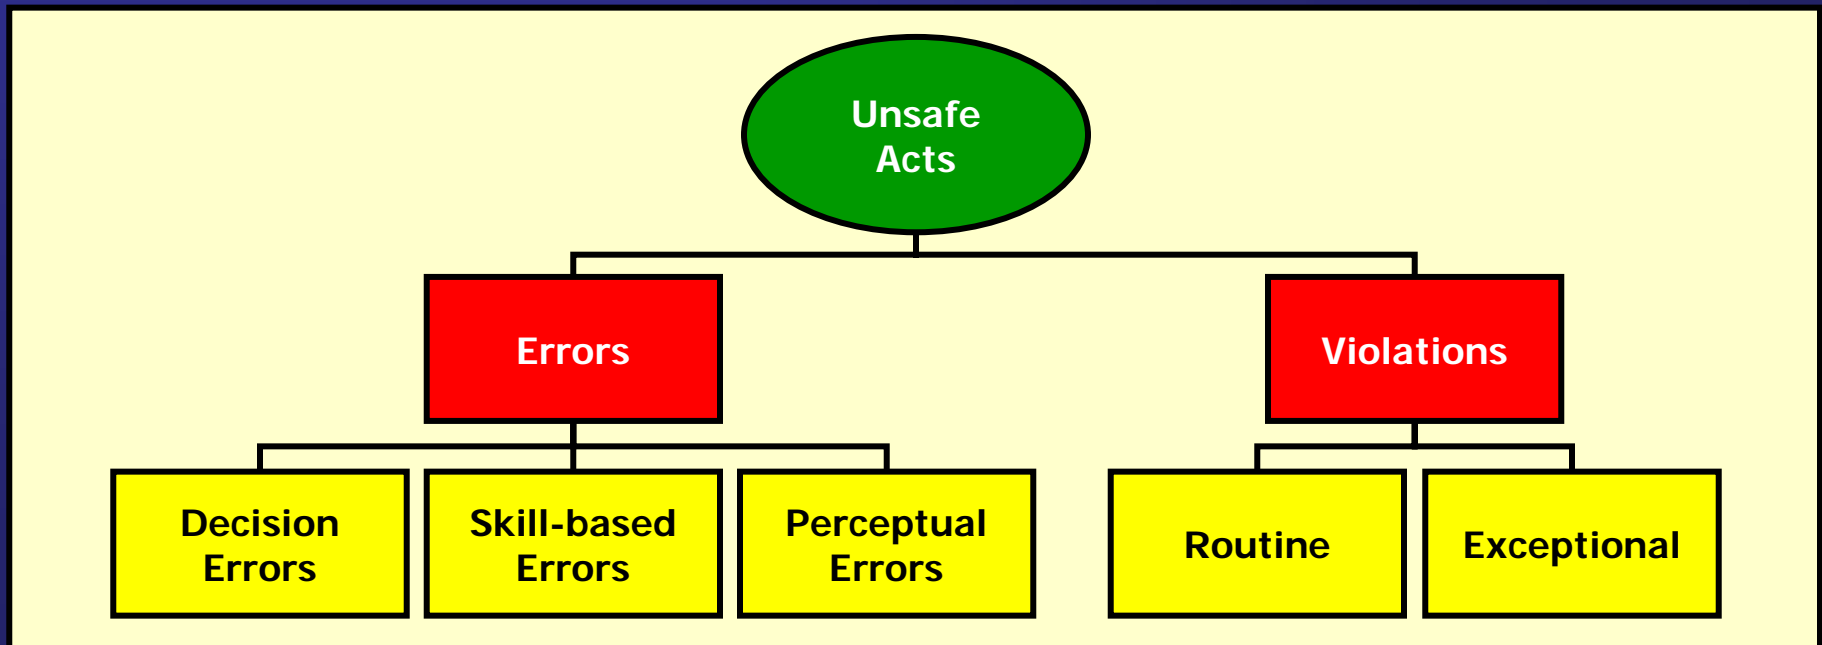 Unsafe
Acts
Errors
Violations
Decision
Errors
Skill-based
Errors
Perceptual
Errors
Routine
Exceptional